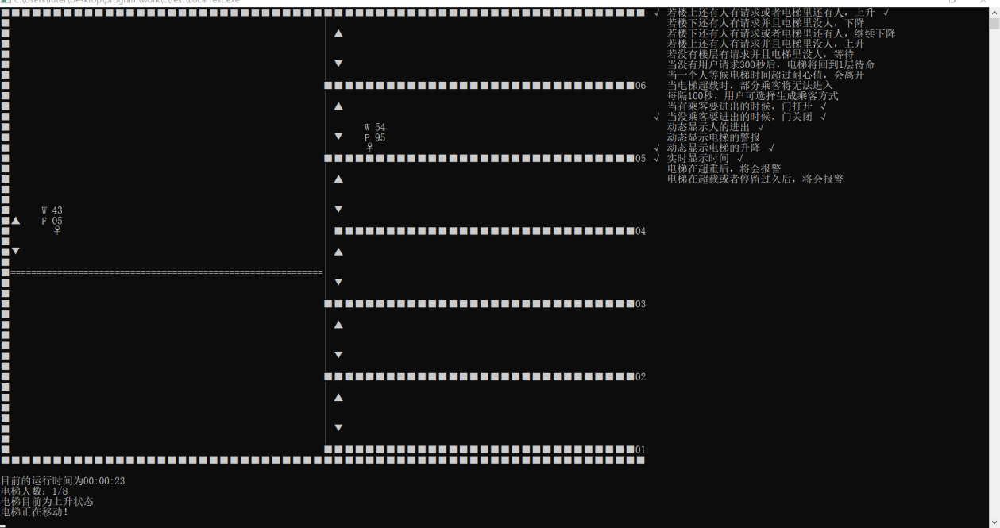 C:\Users\Riter\Desktop\program\work\c\test\LocalTest.exe
√ 若楼上还有人有请求或者电梯里还有人，上升 √
若楼下还有人有请求并且电梯里没人，下降
若楼下还有人有请求或者电梯里还有人，继续下降
若楼上还有人有请求并且电梯里没人，上升
若没有楼层有请求并且电梯里没人，等待
当没有用户请求300秒后，电梯将回到1层待命
当一个人等候电梯时间超过耐心值，会离开
当电梯超载时，部分乘客将无法进入
每隔100秒，用户可选择生成乘客方式
当有乘客要进出的时候，门打开 √
√ 当没乘客要进出的时候，门关闭 √
动态显示人的进出 √
动态显示电梯的警报
√ 动态显示电梯的升降 √
√ 实时显示时间 √
电梯在超重后，将会报警
电梯在超载或者停留过久后，将会报警
06
W 54
P 95
05
W 43
F 05
04
03
02
01
目前的运行时间为00:00:23
电梯人数：1/8
电梯目前为上升状态
电梯正在移动！